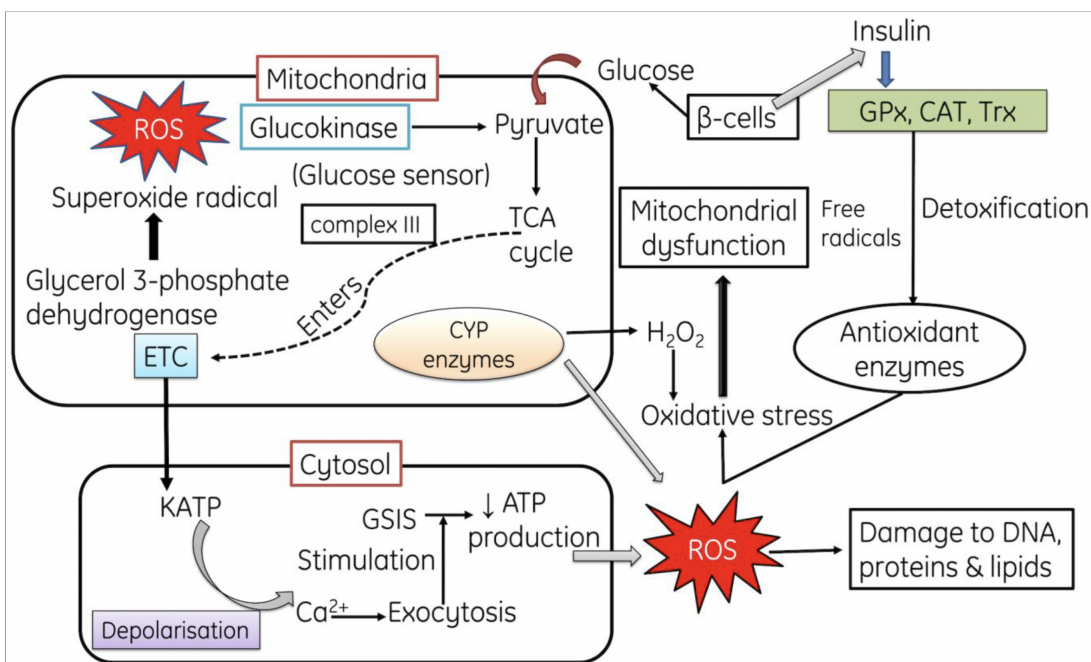 Insulin
Mitochondria
Glucose
ROS
Glucokinase
Pyruvate
β-cells
GPx, CAT, Trx
(Glucose sensor)
Superoxide radical
complex III
TCA
cycle
Mitochondrial
dysfunction
Free
radicals
Detoxification
Glycerol 3-phosphate
dehydrogenase
Enters
ETC
CYP
enzymes
H₂O₂
Antioxidant
enzymes
Oxidative stress
Cytosol
KATP
GSIS
↓ ATP
production
Stimulation
ROS
Damage to DNA,
proteins & lipids
Ca²⁺
Exocytosis
Depolarisation